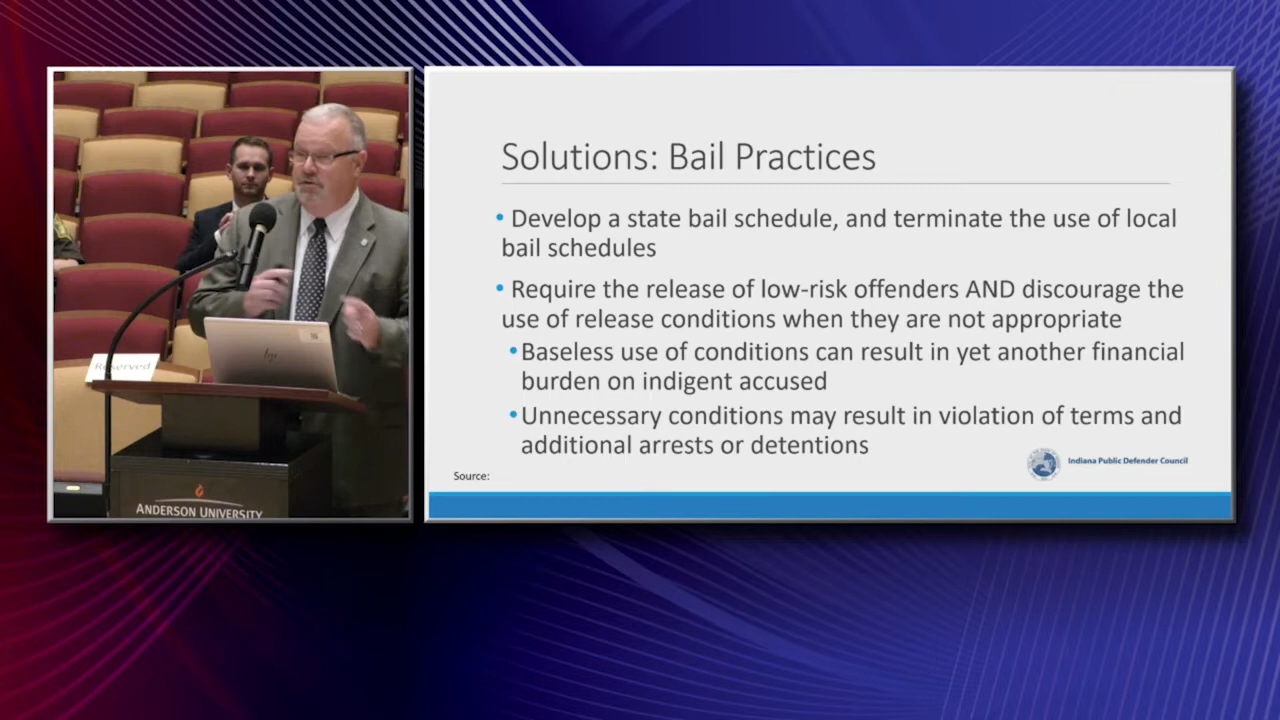 Solutions: Bail Practices
• Develop a state bail schedule, and terminate the use of local
bail schedules
• Require the release of low-risk offenders AND discourage the
use of release conditions when they are not appropriate
• Baseless use of conditions can result in yet another financial
burden on indigent accused
• Unnecessary conditions may result in violation of terms and
additional arrests or detentions
Source:
Indiana Public Defender Council
Reserved
hp
ANDERSON UNIVERSITY